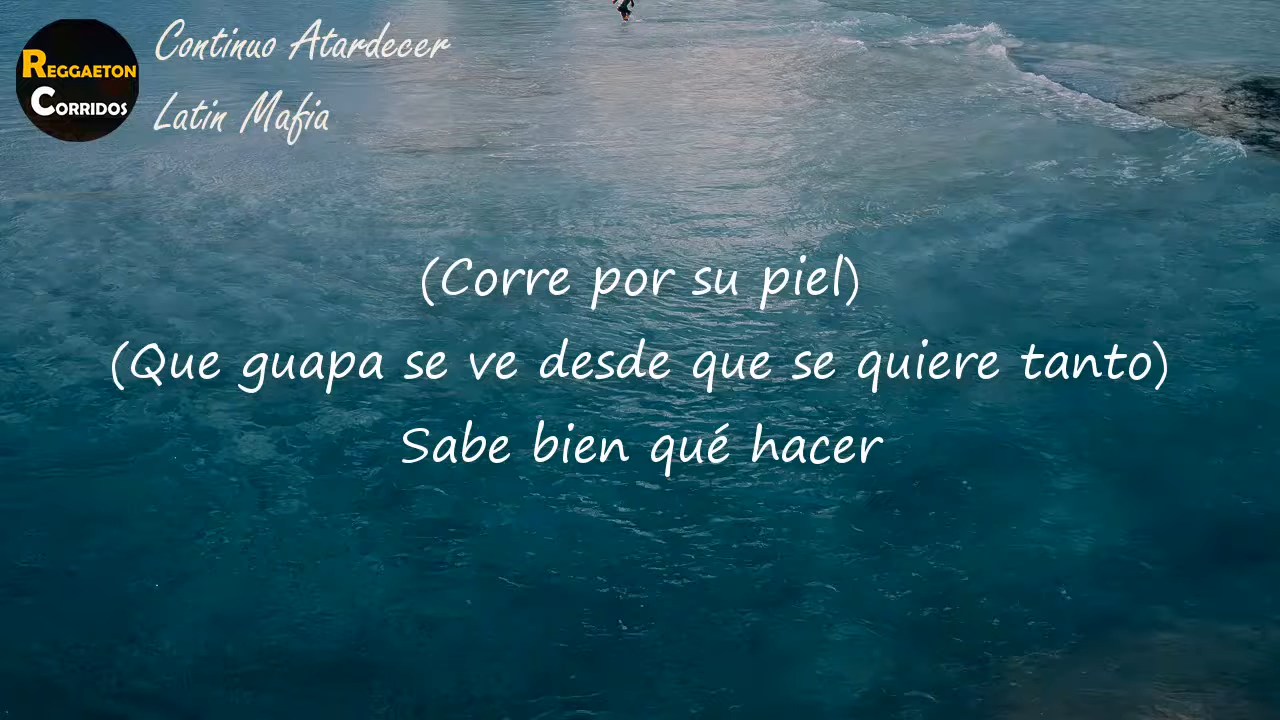 REGGAETON
CORRIDOS
Continuo Atardecer
Latin Mafia
(Corre por su piel)
(Que guapa se ve desde que se quiere tanto)
Sabe bien qué hacer